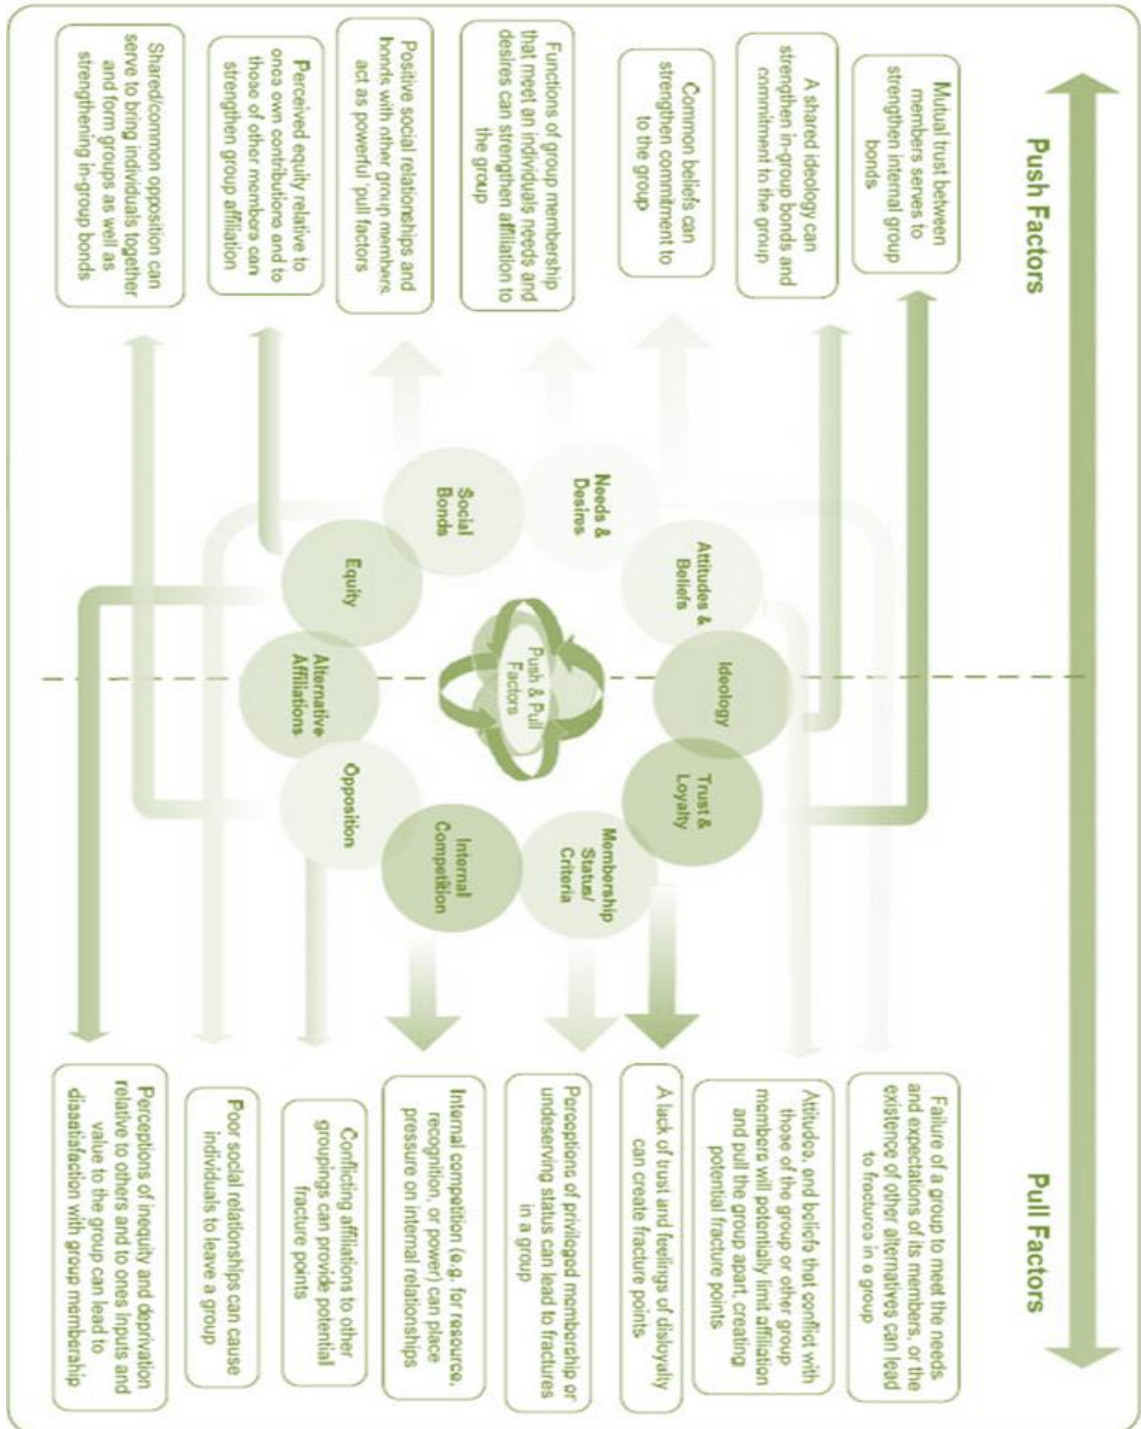 Push Factors
Pull Factors
Mutual trust between
members serves to
strengthen internal group
bonds
A shared ideology can
strengthen in-group bonds and
commitment to the group
Common beliefs can
strengthen commitment to
to the group
Functions of group membership
that meet an individuals needs and
desires can strengthen affiliation to
the group
Positive social relationships and
bonds with other group members
act as powerful 'pull factors
Perceived equity relative to
ones own contributions and to
those of other members can
strengthen group affiliation
Shared/common opposition can
serve to bring individuals together
and form groups as well as
strengthening in-group bonds
Push & Pull
Factors
Needs &
Desires
Attitudes &
Beliefs
Ideology
Trust &
Loyalty
Membership
Status/
Criteria
Internal
Competition
Opposition
Alternative
Affiliations
Equity
Social
Bonds
Failure of a group to meet the needs
and expectations of its members, or the
existence of other alternatives can lead
to fractures in a group
Attitudes, and beliefs that conflict with
those of the group or other group
members will potentially limit affiliation
and pull the group apart, creating
potential fracture points
A lack of trust and feelings of disloyalty
can create fracture points
Perceptions of privileged membership or
undeserving status can lead to fractures
in a group
Internal competition (e.g. for resource,
recognition, or power) can place
pressure on internal relationships
Conflicting affiliations to other
groupings can provide potential
fracture points
Poor social relationships can cause
individuals to leave a group
Perceptions of inequity and deprivation
relative to others and to ones Inputs and
value to the group can lead to
dissatisfaction with group membership